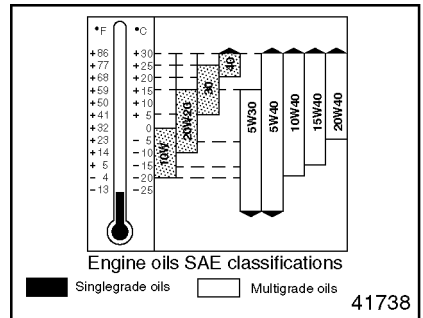 °F °C
+86 +30
+77 +25
+68 +20
+59 +15
+50 +10
+41 +5
+32 0
+23 -5
+14 -10
+5 -15
-4 -20
-13 -25
10W
20W20
30
40
5W30
5W40
10W40
15W40
20W40
Engine oils SAE classifications
Singlegrade oils
Multigrade oils
41738